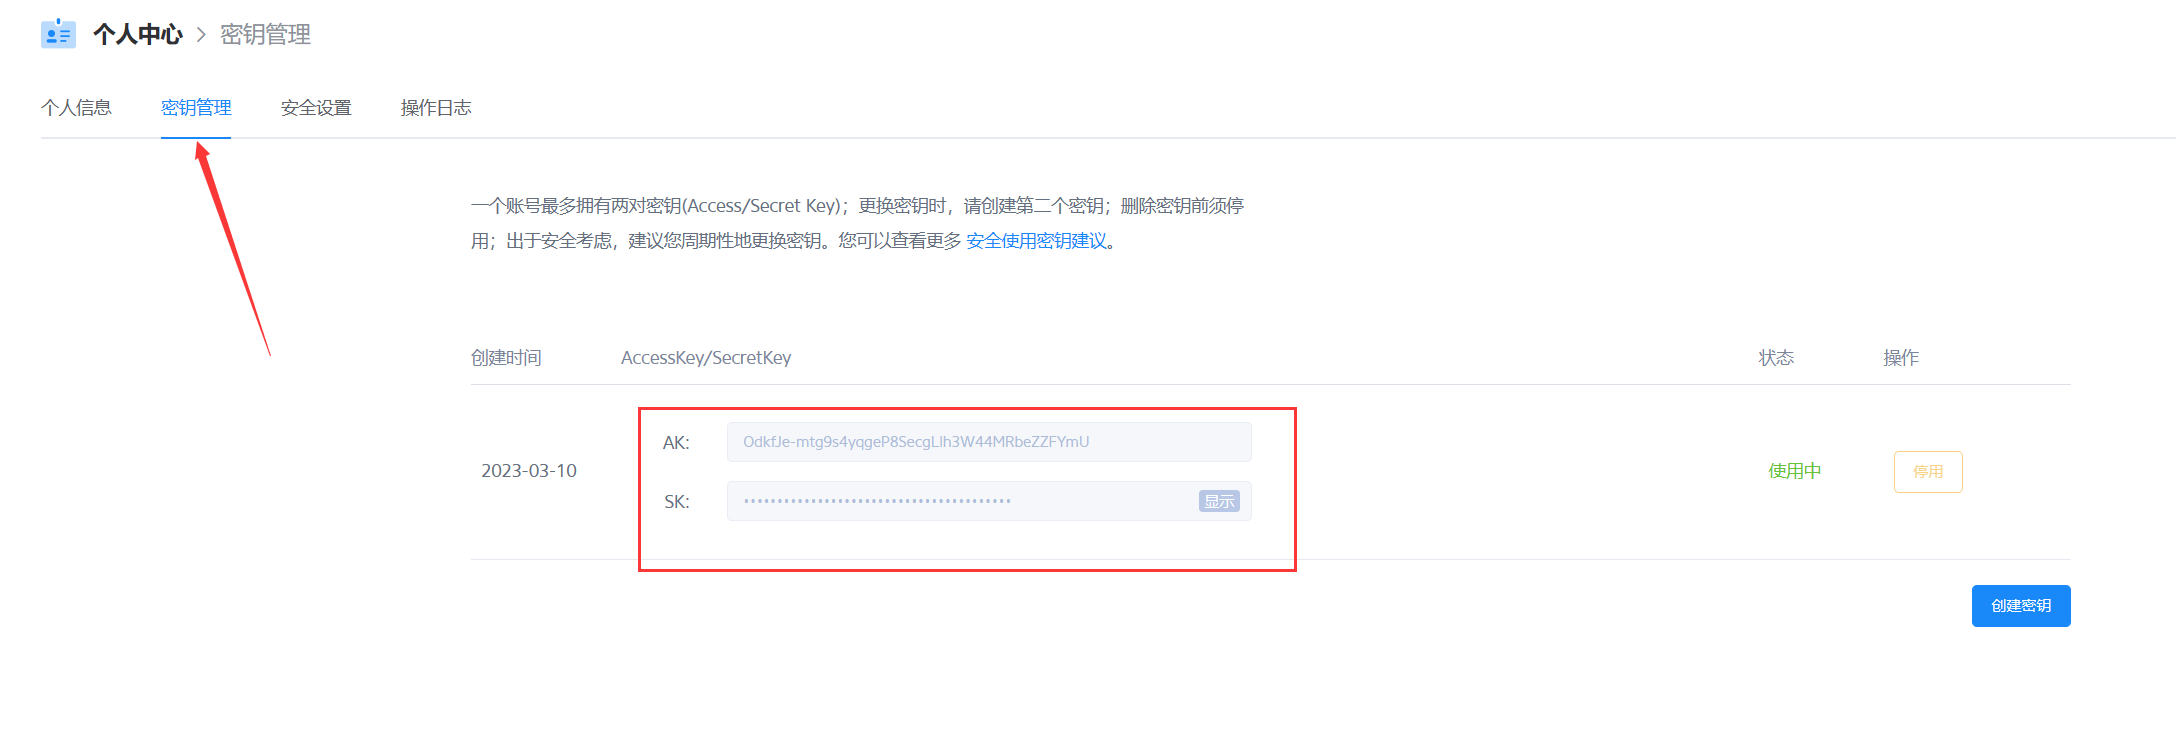 个人中心 > 密钥管理
个人信息 密钥管理 安全设置 操作日志
一个账号最多拥有两对密钥(Access/Secret Key)；更换密钥时，请创建第二个密钥；删除密钥前须停
用；出于安全考虑，建议您周期性地更换密钥。您可以查看更多 安全使用密钥建议。
创建时间 AccessKey/SecretKey 状态 操作
AK: OdkfJe-mtg9s4yqgeP8SecgLlh3W44MRbeZZFYmU
2023-03-10 使用中 停用
SK: •••••••••••••••••••••••••••••••••••••••• 显示
创建密钥